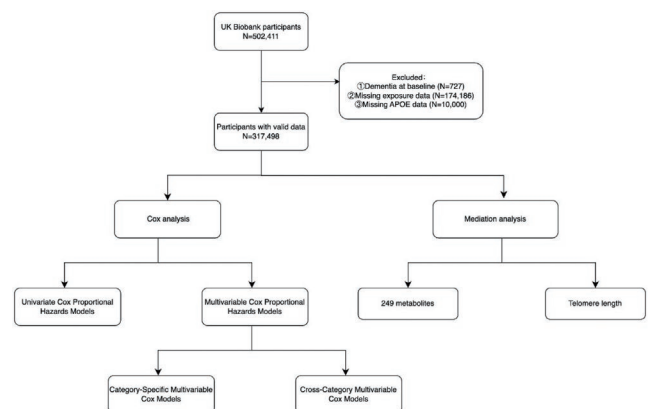 UK Biobank participants
N=502,411
Excluded:
①Dementia at baseline (N=727)
②Missing exposure data (N=174,186)
③Missing APOE data (N=10,000)
Participants with valid data
N=317,498
Cox analysis
Mediation analysis
Univariate Cox Proportional
Hazards Models
Multivariable Cox Proportional
Hazards Models
249 metabolites
Telomere length
Category-Specific Multivariable
Cox Models
Cross-Category Multivariable
Cox Models